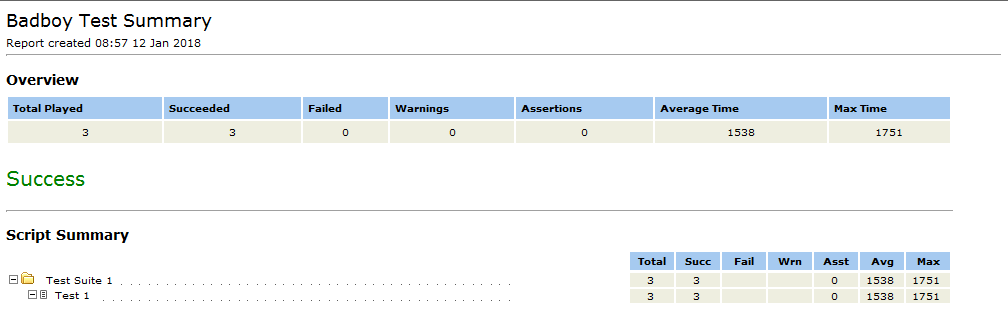 Badboy Test Summary
Report created 08:57 12 Jan 2018
Overview
Total Played Succeeded Failed Warnings Assertions Average Time Max Time
3 3 0 0 0 1538 1751
Success
Script Summary
Total Succ Fail Wrn Asst Avg Max
Test Suite 1 3 3 0 1538 1751
Test 1 3 3 0 1538 1751